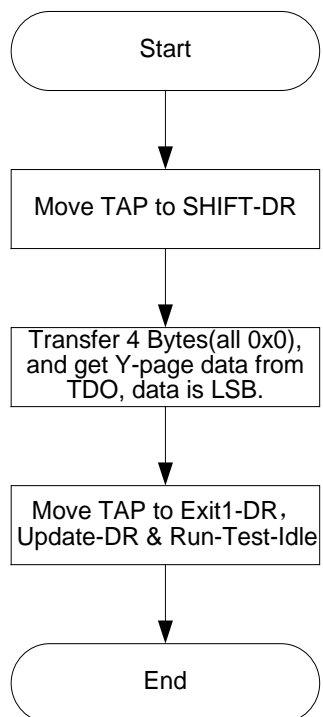 Start
Move TAP to SHIFT-DR
Transfer 4 Bytes(all 0x0),
and get Y-page data from
TDO, data is LSB.
Move TAP to Exit1-DR，
Update-DR & Run-Test-Idle
End